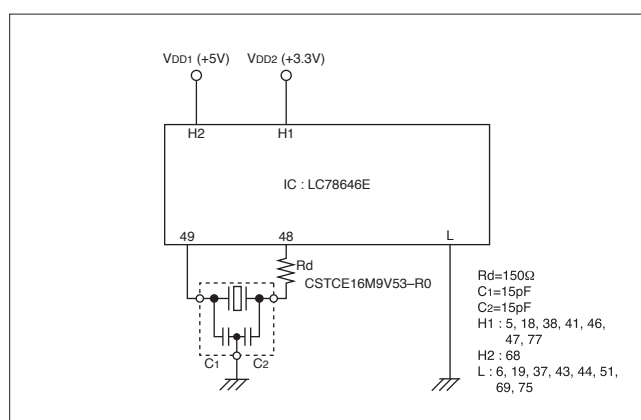 VDD1 (+5V)
VDD2 (+3.3V)
H2
H1
IC : LC78646E
49
48
L
Rd
CSTCE16M9V53–R0
C1
C2
Rd=150Ω
C1=15pF
C2=15pF
H1 : 5, 18, 38, 41, 46,
47, 77
H2 : 68
L : 6, 19, 37, 43, 44, 51,
69, 75